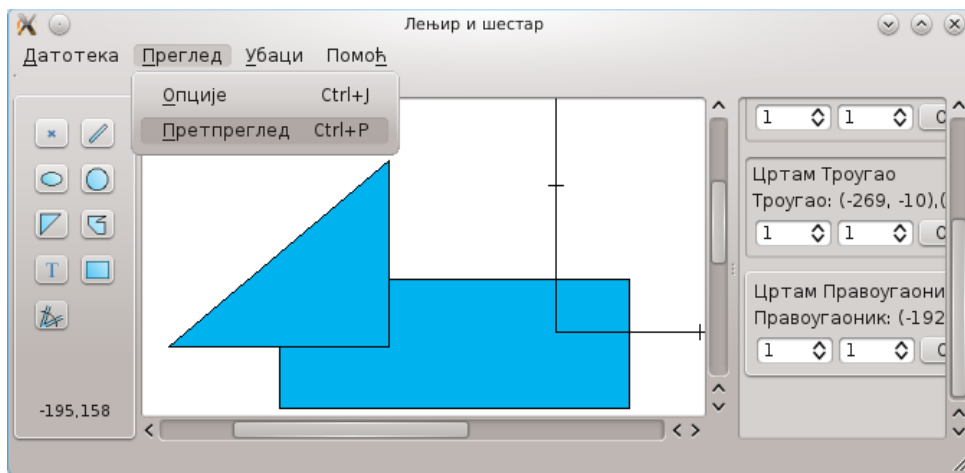 Лењир и шестар
Датотека Преглед Убаци Помоћ
Опције Ctrl+J
Претпреглед Ctrl+P
1 1
Цртам Троугао
Троугао: (-269, -10),(
1 1
Цртам Правоугаони
Правоугаоник: (-192
1 1
T
-195,158